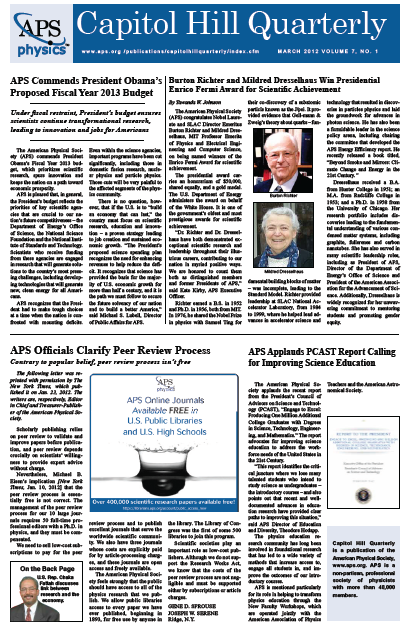 APS
physics
Capitol Hill Quarterly
www.aps.org/publications/capitolhillquarterly/index.cfm
MARCH 2012 VOLUME 7, NO. 1
APS Commends President Obama's
Proposed Fiscal Year 2013 Budget
Under fiscal restraint, President's budget ensures
scientists continue transformational research,
leading to innovation and jobs for Americans
The American Physical Society (APS) commends President
Obama's Fiscal Year 2013 budget, which prioritizes
scientific research, spurs innovation and
keeps the nation on a path toward
economic prosperity.
APS is pleased that, in general,
the President's budget reflects the
priorities of key scientific agencies
that are crucial to our nation's future competitiveness – the
Department of Energy's Office
of Science, the National Science
Foundation and the National Institute
of Standards and Technology.
Scientists who receive funding
from these agencies are engaged
in research that will generate solutions
to the country's most pressing
challenges, including developing
technologies that will generate
new, clean energy for all Americans.
APS recognizes that the President
had to make tough choices
at a time when the nation is confronted
with mounting deficits.
Even within the science agencies,
important programs have been cut
significantly, including those in
domestic fusion research, nuclear
physics and particle physics.
Those cuts will be very painful to
the affected segments of the physics
community.
There is no question, however,
that if the U.S. is to "build
an economy that can last," the
country must focus on scientific
research, education and innovation
– a proven strategy leading
to job creation and sustained economic
growth. "The President's
proposed science spending plan
recognizes the need for enhancing
revenues to help reduce the deficit.
It recognizes that science has
provided the basis for the majority
of U.S. economic growth for
more than half a century, and it is
the path we must follow to secure
the future solvency of our nation
and to build a better America,"
said Michael S. Lubell, Director
of Public Affairs for APS.
Burton Richter and Mildred Dresselhaus Win Presidential
Enrico Fermi Award for Scientific Achievement
By Tawanda W. Johnson
The American Physical Society
(APS) congratulates Nobel Laureate
and SLAC Director Emeritus
Burton Richter and Mildred Dresselhaus,
MIT Professor Emerita
of Physics and Electrical Engineering
and Computer Science,
on being named winners of the
Enrico Fermi Award for scientific
achievement.
The presidential award carries
an honorarium of $50,000,
shared equally, and a gold medal.
The U.S. Department of Energy
administers the award on behalf
of the White House. It is one of
the government's oldest and most
prestigious awards for scientific
achievement.
"Dr. Richter and Dr. Dresselhaus
have both demonstrated exceptional
scientific research and
leadership throughout their illustrious
careers, contributing to our
nation in myriad positive ways.
We are honored to count them
both as distinguished members
and former Presidents of APS,"
said Kate Kirby, APS Executive
Officer.
Richter earned a B.S. in 1952
and Ph.D. in 1956, both from MIT.
In 1976, he shared the Nobel Prize
in physics with Samuel Ting for
their co-discovery of a subatomic
particle known as the J/psi. It provided
evidence that Gell-mann &
Zweig's theory about quarks – fundamental
Burton Richter
Mildred Dresselhaus
building blocks of matter
– was incomplete, leading to the
Standard Model. Richter provided
leadership at SLAC National Accelerator
Laboratory, from 1984
to 1999, where he helped lead advances
in accelerator science and
technology that resulted in discoveries
in particle physics and laid
the groundwork for advances in
photon science. He has also been
a formidable leader in the science
policy arena, including chairing
the committee that developed the
APS Energy Efficiency report. He
recently released a book titled,
"Beyond Smoke and Mirrors: Climate
Change and Energy in the
21st Century."
Dresselhaus received a B.A.
from Hunter College in 1951; an
M.A. from Radcliffe College in
1953; and a Ph.D. in 1958 from
the University of Chicago. Her
research portfolio includes discoveries
leading to the fundamental
understanding of various condensed
matter systems, including
graphite, fullerenes and carbon
nanotubes. She has also served in
many scientific leadership roles,
including as President of APS,
Director of the Department of
Energy's Office of Science and
President of the American Association
for the Advancement of Science.
Additionally, Dresselhaus is
widely recognized for her unwavering
commitment to mentoring
students and promoting gender
equity.
APS Officials Clarify Peer Review Process
Contrary to popular belief, peer review process isn't free
The following letter was reprinted
with permission by The
New York Times, which published
it on Jan. 12, 2012. The
writers are, respectively, Editor
in Chief and Treasurer-Publisher
of the American Physical Society.
Scholarly publishing relies
on peer review to validate and
improve papers before publication,
and peer review depends
crucially on scientists' willingness
to provide expert advice
without charge.
Nevertheless, Michael B.
Eisen's implication (New York
Times, Jan. 10, 2012) that the
peer review process is essentially
free is not correct. The
management of the peer review
process for our 10 large journals
requires 30 full-time professional
editors with a Ph.D. in
physics, and they must be compensated.
We need to sell low-cost subscriptions
to pay for the peer
On the Back Page
U.S. Rep. Chaka
Fattah discusses
link between
research and the
economy
APS
physics
APS Online Journals
Available FREE in
U.S. Public Libraries
and U.S. High Schools
Over 400,000 scientific research papers available free!
review process and to publish
excellent journals that serve the
worldwide scientific community.
We also have three journals
whose costs are explicitly paid
for by article-processing charges,
and these journals are open
access and freely available.
The American Physical Society
feels strongly that the public
should have access to all of the
physics research that we publish.
We allow public libraries
access to every paper we have
ever published, beginning in
1893, for free use by anyone in
the library. The Library of Congress
was the first of some 500
libraries to join this program.
Scientific societies play an
important role as low-cost publishers.
Although we do not support
the Research Works Act,
we know that the costs of the
peer review process are not negligible
and must be supported
either by subscriptions or article
charges.
GENE D. SPROUSE
JOSEPH W. SERENE
Ridge, N.Y.
APS Applauds PCAST Report Calling
for Improving Science Education
The American Physical Society
applauds the recent report
from the President's Council of
Advisors on Science and Technology
(PCAST), "Engage to Excel:
Producing One Million Additional
College Graduates with Degrees
in Science, Technology, Engineering,
and Mathematics." The report
advocates for improving science
education to address the workforce
needs of the United States in
the 21st Century.
"This report identifies the critical
juncture where we lose many
talented students who intend to
study science as undergraduates –
the introductory courses – and also
points out that recent and well-documented
advances in education
research have provided clear
paths to improving this situation,"
said APS Director of Education
and Diversity, Theodore Hodapp.
The physics education research
community has long been
involved in foundational research
that has led to a wide variety of
methods that increase access to,
engage all students in, and improve
the outcomes of our introductory
courses.
APS is mentioned particularly
for its role in helping to transform
physics education through the
New Faculty Workshops, which
are operated jointly with the
American Association of Physics
Teachers and the American Astronomical
Society.
Capitol Hill Quarterly
is a publication of the
American Physical Society,
www.aps.org. APS is a
non-partisan, professional
society of physicists
with more than 48,000
members.